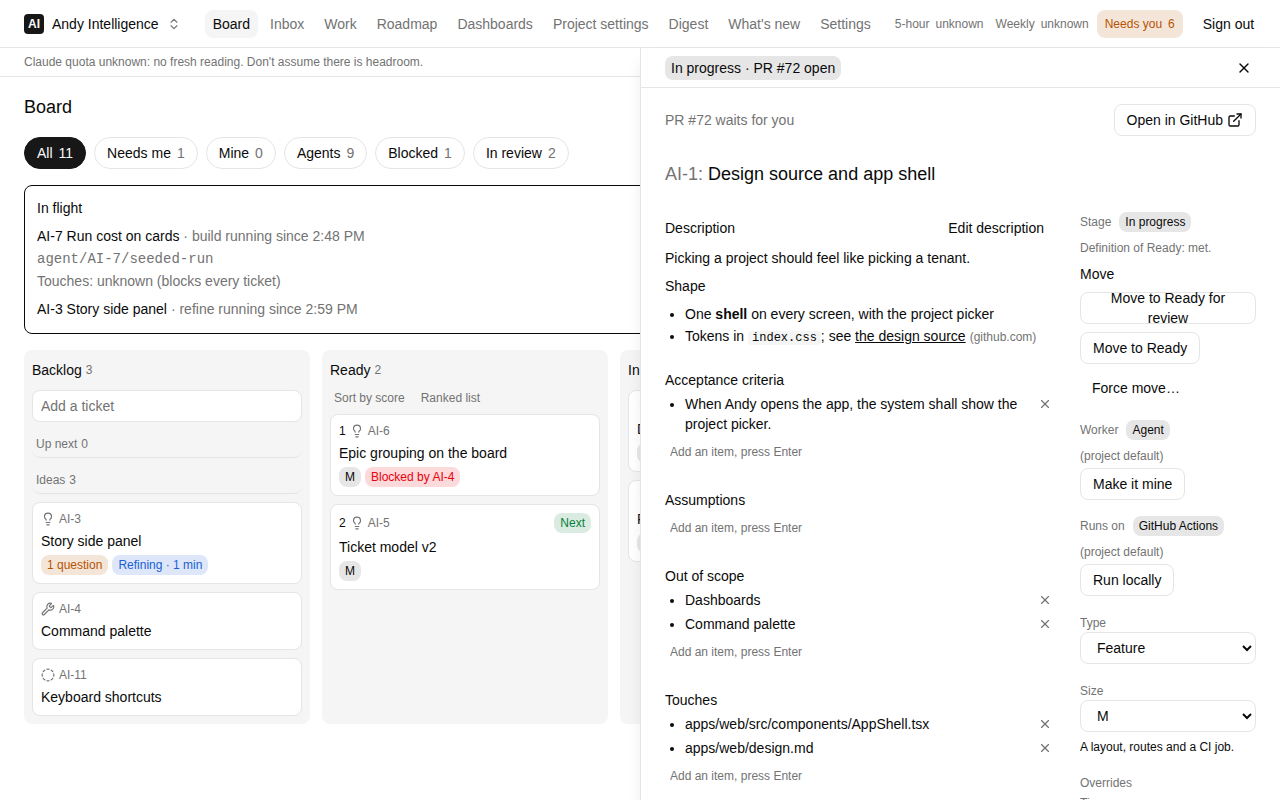 AI Andy Intelligence Board Inbox Work Roadmap Dashboards Project settings Digest What's new Settings 5-hour unknown Weekly unknown Needs you 6 Sign out
Claude quota unknown: no fresh reading. Don't assume there is headroom.
Board
All 11 Needs me 1 Mine 0 Agents 9 Blocked 1 In review 2
In flight
AI-7 Run cost on cards · build running since 2:48 PM
agent/AI-7/seeded-run
Touches: unknown (blocks every ticket)
AI-3 Story side panel · refine running since 2:59 PM
Backlog 3
Add a ticket
Up next 0
Ideas 3
AI-3
Story side panel
1 question Refining · 1 min
AI-4
Command palette
AI-11
Keyboard shortcuts
Ready 2
Sort by score Ranked list
1 AI-6
Epic grouping on the board
M Blocked by AI-4
2 AI-5 Next
Ticket model v2
M
In
In progress · PR #72 open
PR #72 waits for you
Open in GitHub
AI-1: Design source and app shell
Description Edit description
Picking a project should feel like picking a tenant.
Shape
• One shell on every screen, with the project picker
• Tokens in index.css; see the design source (github.com)
Acceptance criteria
• When Andy opens the app, the system shall show the
project picker.
Add an item, press Enter
Assumptions
Add an item, press Enter
Out of scope
• Dashboards
• Command palette
Add an item, press Enter
Touches
• apps/web/src/components/AppShell.tsx
• apps/web/design.md
Add an item, press Enter
Stage In progress
Definition of Ready: met.
Move
Move to Ready for
review
Move to Ready
Force move…
Worker Agent
(project default)
Make it mine
Runs on GitHub Actions
(project default)
Run locally
Type
Feature
Size
M
A layout, routes and a CI job.
Overrides